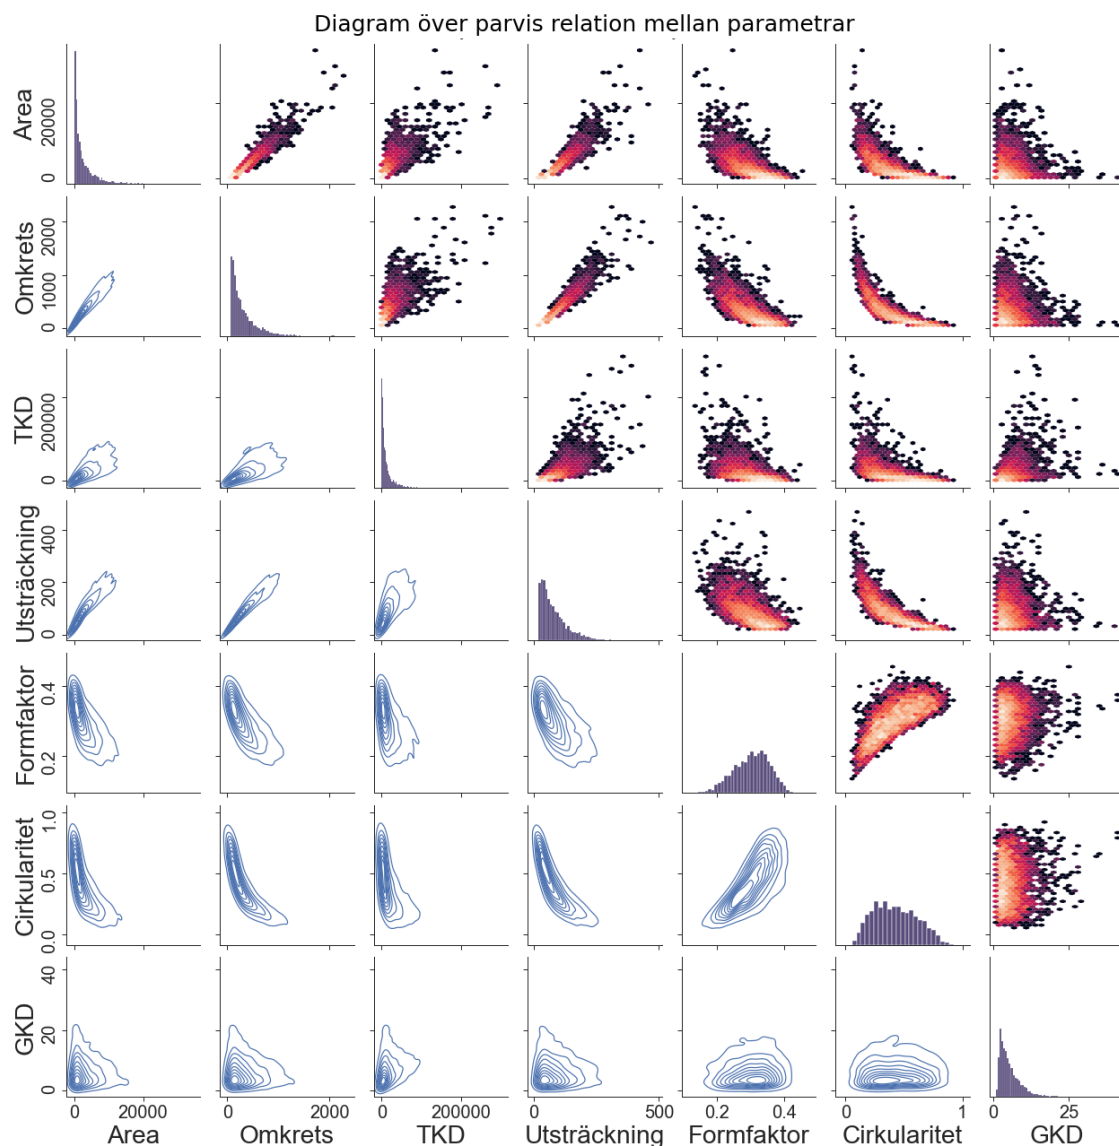 Diagram över parvis relation mellan parametrar
Area
20000
0
Omkrets
2000
1000
0
TKD
200000
0
Utsträckning
400
200
0
Formfaktor
0.4
0.2
Cirkularitet
1.0
0.5
0.0
GKD
40
20
0
0 20000 0 2000 0 200000 0 500 0.2 0.4 0 1 0 25
Area Omkrets TKD Utsträckning Formfaktor Cirkularitet GKD